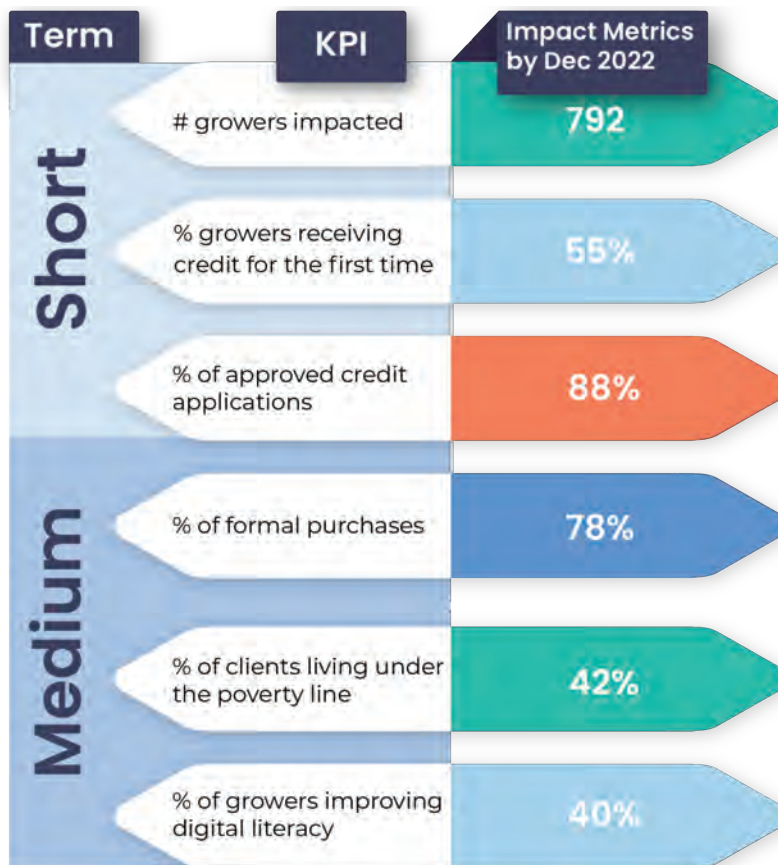 Term
KPI
Impact Metrics
by Dec 2022
Short
# growers impacted
792
% growers receiving
credit for the first time
55%
% of approved credit
applications
88%
Medium
% of formal purchases
78%
% of clients living under
the poverty line
42%
% of growers improving
digital literacy
40%